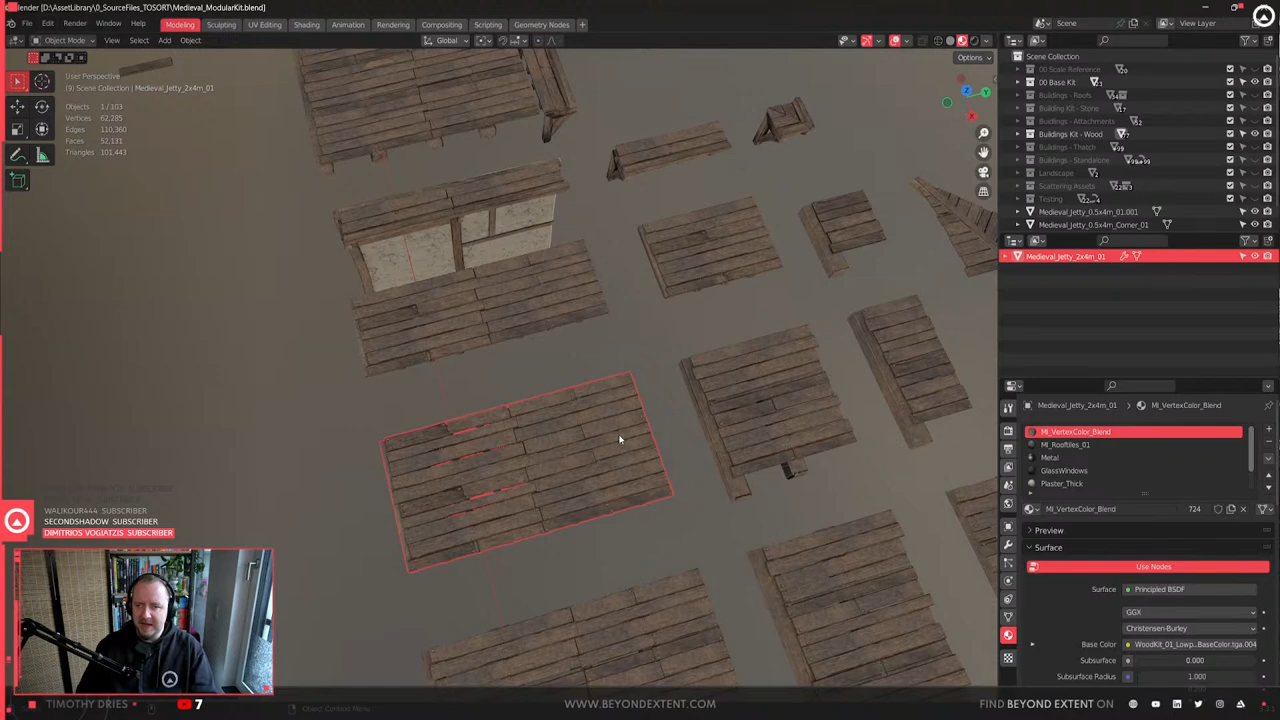 Blender [D:\AssetLibrary\0_SourceFiles_TOSORT\Medieval_ModularKit.blend]
File Edit Render Window Help
Modeling Sculpting UV Editing Shading Animation Rendering Compositing Scripting Geometry Nodes +
Scene View Layer
Object Mode View Select Add Object
Global
Options
User Perspective
(9) Scene Collection | Medieval_Jetty_2x4m_01
Objects 1 / 103
Vertices 62,285
Edges 110,360
Faces 52,131
Triangles 101,443
Scene Collection
00 Scale Reference
00 Base Kit
Buildings - Roofs
Building Kit - Stone
Buildings - Attachments
Buildings Kit - Wood
Buildings - Thatch
Buildings - Standalone
Landscape
Scattering Assets
Testing
Medieval_Jetty_0.5x4m_01.001
Medieval_Jetty_0.5x4m_Corner_01
Medieval_Jetty_2x4m_01
Medieval_Jetty_2x4m_01 > MI_VertexColor_Blend
MI_VertexColor_Blend
MI_Rooftiles_01
Metal
GlassWindows
Plaster_Thick
MI_VertexColor_Blend 724
Preview
Surface
Use Nodes
Surface Principled BSDF
GGX
Christensen-Burley
Base Color WoodKit_01_Lowp...BaseColor.tga.004
Subsurface 0.000
Subsurface Radius 1.000
WALIKOUR444 SUBSCRIBER
SECONDSHADOW SUBSCRIBER
DIMITRIOS VOGIATZIS SUBSCRIBER
Object Context Menu
TIMOTHY DRIES
7
WWW.BEYONDEXTENT.COM
FIND BEYOND EXTENT ON